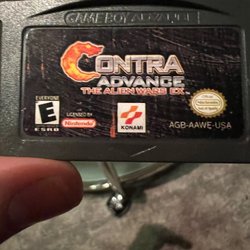 GAME BOY ADVANCE
CONTRA
ADVANCE
THE ALIEN WARS EX
EVERYONE
E
ESRB
LICENSED BY
Nintendo
KONAMI
AGB-AAWE-USA